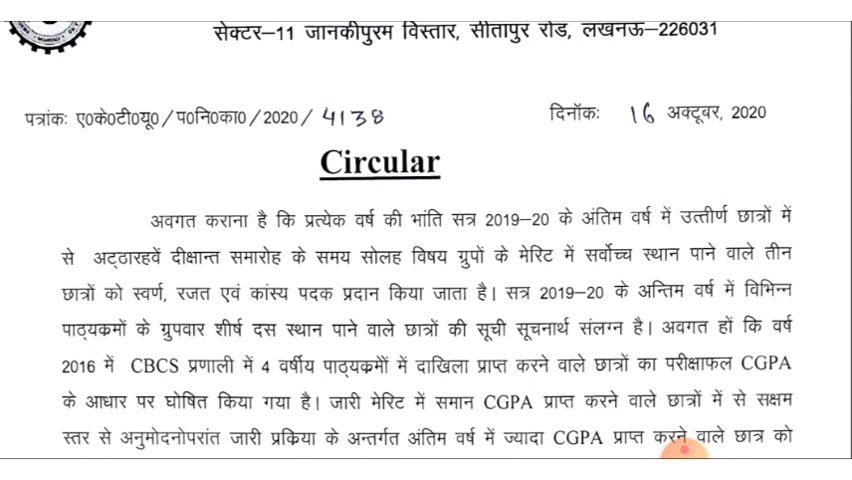 सेक्टर–11 जानकीपुरम विस्तार, सीतापुर रोड, लखनऊ–226031
पत्रांकः ए0के0टी0यू0 / प0नि0का0 / 2020 / 4138 दिनॉकः 16 अक्टूबर, 2020
Circular
अवगत कराना है कि प्रत्येक वर्ष की भांति सत्र 2019–20 के अंतिम वर्ष में उत्तीर्ण छात्रों में
से अट्ठारहवें दीक्षान्त समारोह के समय सोलह विषय ग्रुपों के मेरिट में सर्वोच्च स्थान पाने वाले तीन
छात्रों को स्वर्ण, रजत एवं कांस्य पदक प्रदान किया जाता है। सत्र 2019–20 के अन्तिम वर्ष में विभिन्न
पाठ्यक्रमों के ग्रुपवार शीर्ष दस स्थान पाने वाले छात्रों की सूची सूचनार्थ संलग्न है। अवगत हों कि वर्ष
2016 में CBCS प्रणाली में 4 वर्षीय पाठ्यक्रमों में दाखिला प्राप्त करने वाले छात्रों का परीक्षाफल CGPA
के आधार पर घोषित किया गया है। जारी मेरिट में समान CGPA प्राप्त करने वाले छात्रों में से सक्षम
स्तर से अनुमोदनोपरांत जारी प्रक्रिया के अन्तर्गत अंतिम वर्ष में ज्यादा CGPA प्राप्त करने वाले छात्र को